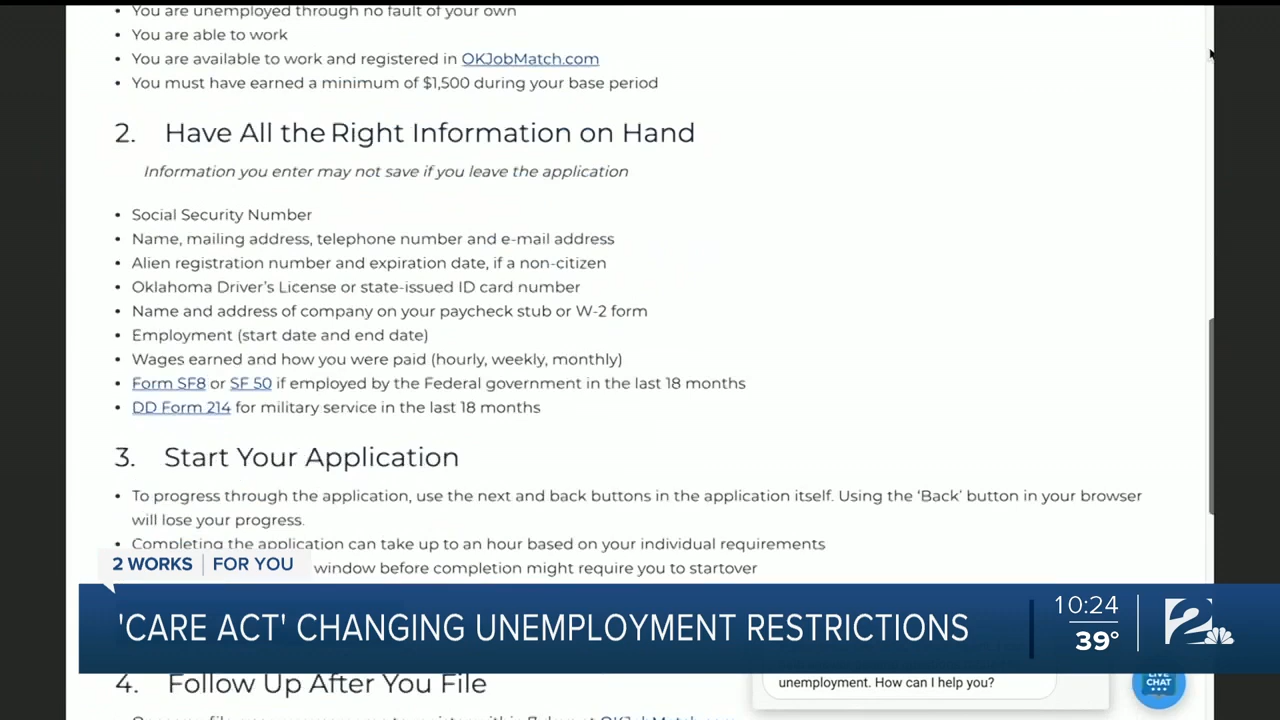 • You are unemployed through no fault of your own
• You are able to work
• You are available to work and registered in OKJobMatch.com
• You must have earned a minimum of $1,500 during your base period
2. Have All the Right Information on Hand
Information you enter may not save if you leave the application
• Social Security Number
• Name, mailing address, telephone number and e-mail address
• Alien registration number and expiration date, if a non-citizen
• Oklahoma Driver's License or state-issued ID card number
• Name and address of company on your paycheck stub or W-2 form
• Employment (start date and end date)
• Wages earned and how you were paid (hourly, weekly, monthly)
• Form SF8 or SF 50 if employed by the Federal government in the last 18 months
• DD Form 214 for military service in the last 18 months
3. Start Your Application
• To progress through the application, use the next and back buttons in the application itself. Using the ‘Back’ button in your browser
will lose your progress.
• Completing the application can take up to an hour based on your individual requirements
window before completion might require you to startover
2 WORKS FOR YOU
'CARE ACT' CHANGING UNEMPLOYMENT RESTRICTIONS
10:24
39°
2
4. Follow Up After You File
unemployment. How can I help you?
LIVE
CHAT
OKJobMatch.com